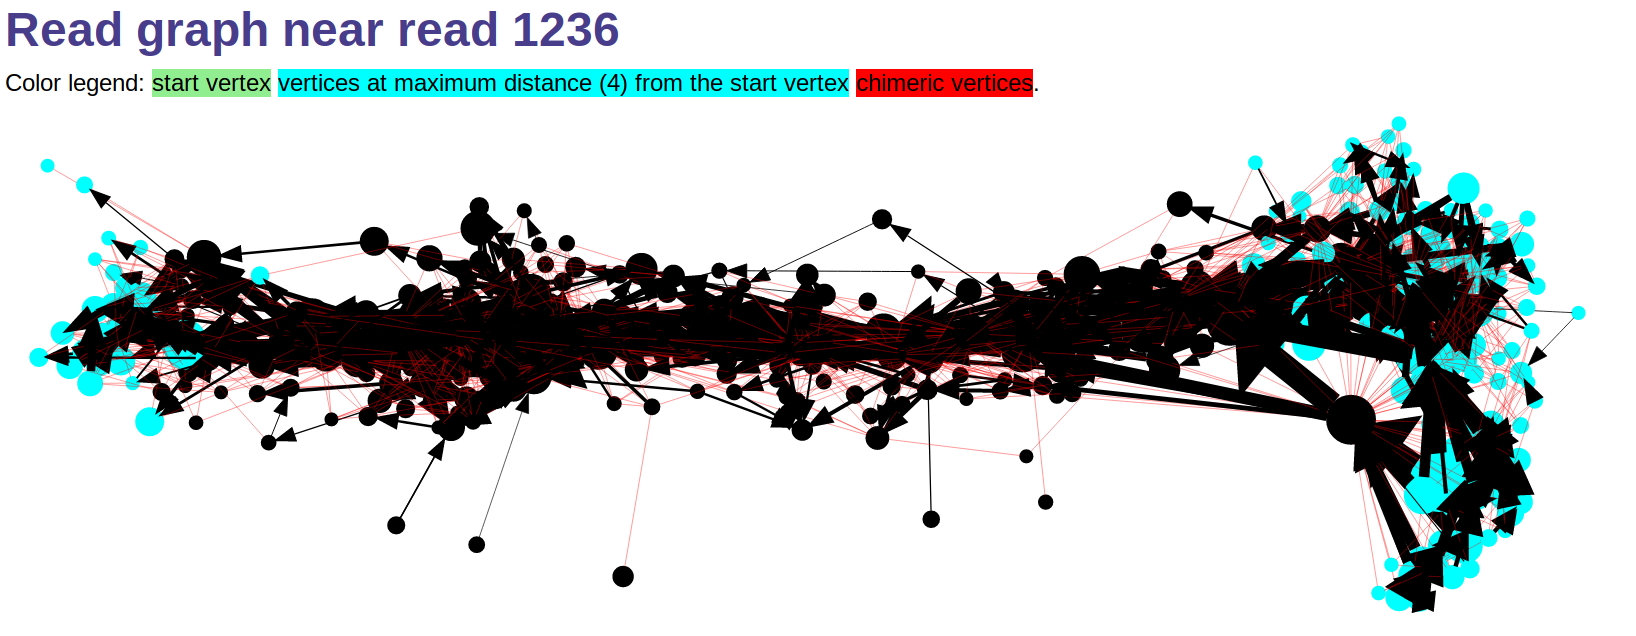 Read graph near read 1236
Color legend: start vertex vertices at maximum distance (4) from the start vertex chimeric vertices.